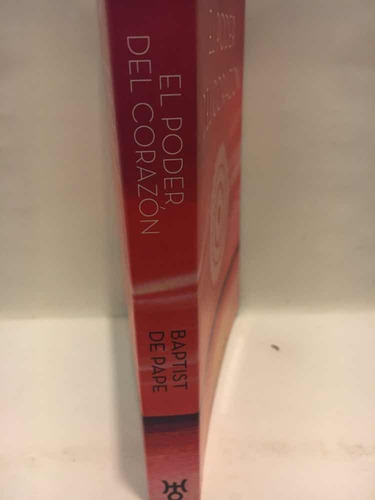 EL PODER
DEL CORAZÓN
BAPTIST
DE PAPE